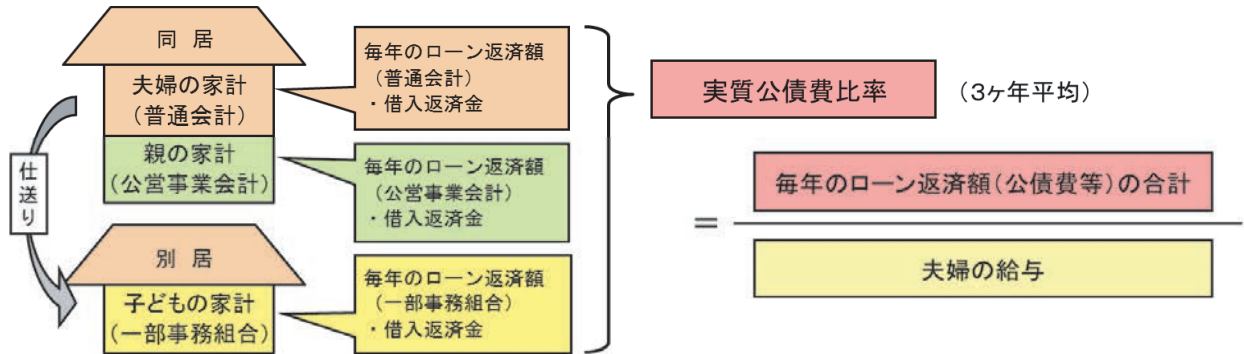 同 居
夫婦の家計
(普通会計)
親の家計
(公営事業会計)
仕送り
別 居
子どもの家計
(一部事務組合)
毎年のローン返済額
(普通会計)
・借入返済金
毎年のローン返済額
(公営事業会計)
・借入返済金
毎年のローン返済額
(一部事務組合)
・借入返済金
実質公債費比率 (3ヶ年平均)
毎年のローン返済額(公債費等)の合計
=
夫婦の給与